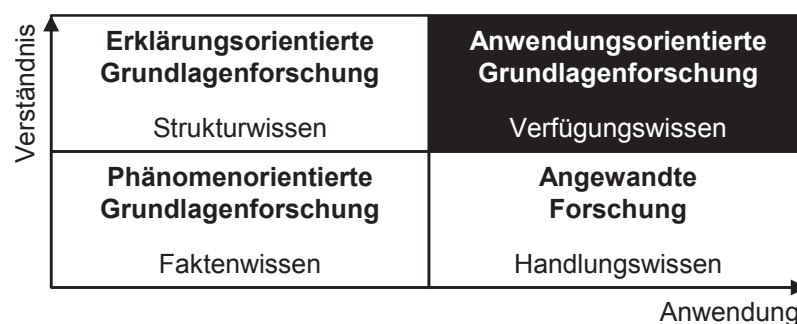 Verständnis
Erklärungsorientierte
Grundlagenforschung
Strukturwissen
Anwendungsorientierte
Grundlagenforschung
Verfügungswissen
Phänomenorientierte
Grundlagenforschung
Faktenwissen
Angewandte
Forschung
Handlungswissen
Anwendung